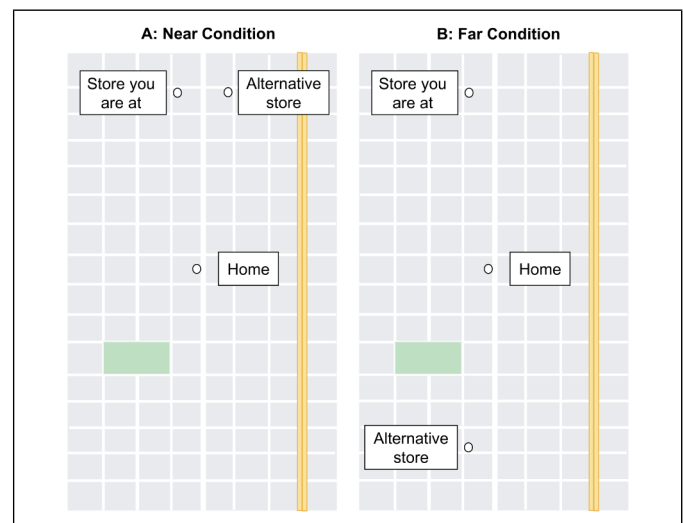 A: Near Condition
Store you
are at
Alternative
store
Home
B: Far Condition
Store you
are at
Home
Alternative
store